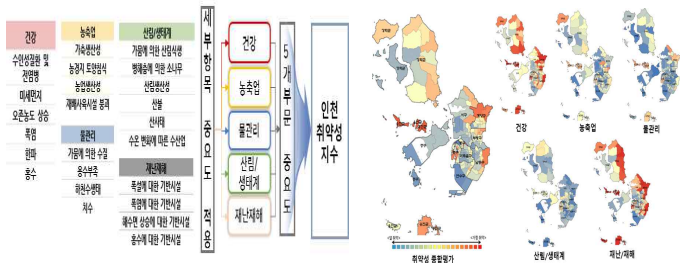 건강
수인성질환 및
전염병
미세먼지
오존농도 상승
폭염
한파
홍수
농축업
가축생산성
농경지 토양침식
농업생산성
재배사육시설 붕괴
물관리
가뭄에 의한 수질
용수부족
하천수생태
치수
산림/생태계
가뭄에 의한 산림식생
병해충에 의한 소나무
산림생산성
산불
산사태
수온 변화에 따른 수산업
재난재해
폭설에 대한 기반시설
폭염에 대한 기반시설
해수면 상승에 대한 기반시설
홍수에 대한 기반시설
세부항목 중요도 적용
건강
농축업
물관리
산림/
생태계
재난재해
5개부문 중요도
인천
취약성
지수
취약성 종합평가
건강
농축업
물관리
산림/생태계
재난/재해